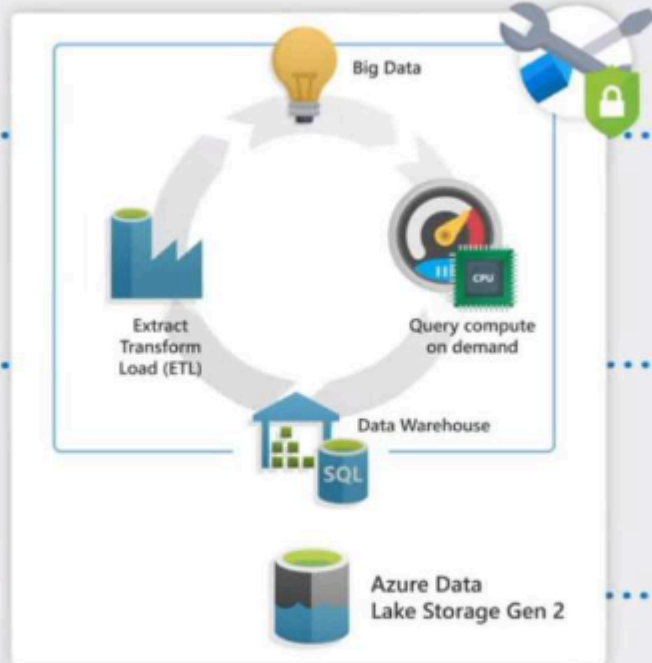 Big Data
CPU
Query compute
on demand
Extract
Transform
Load (ETL)
Data Warehouse
SQL
Azure Data
Lake Storage Gen 2